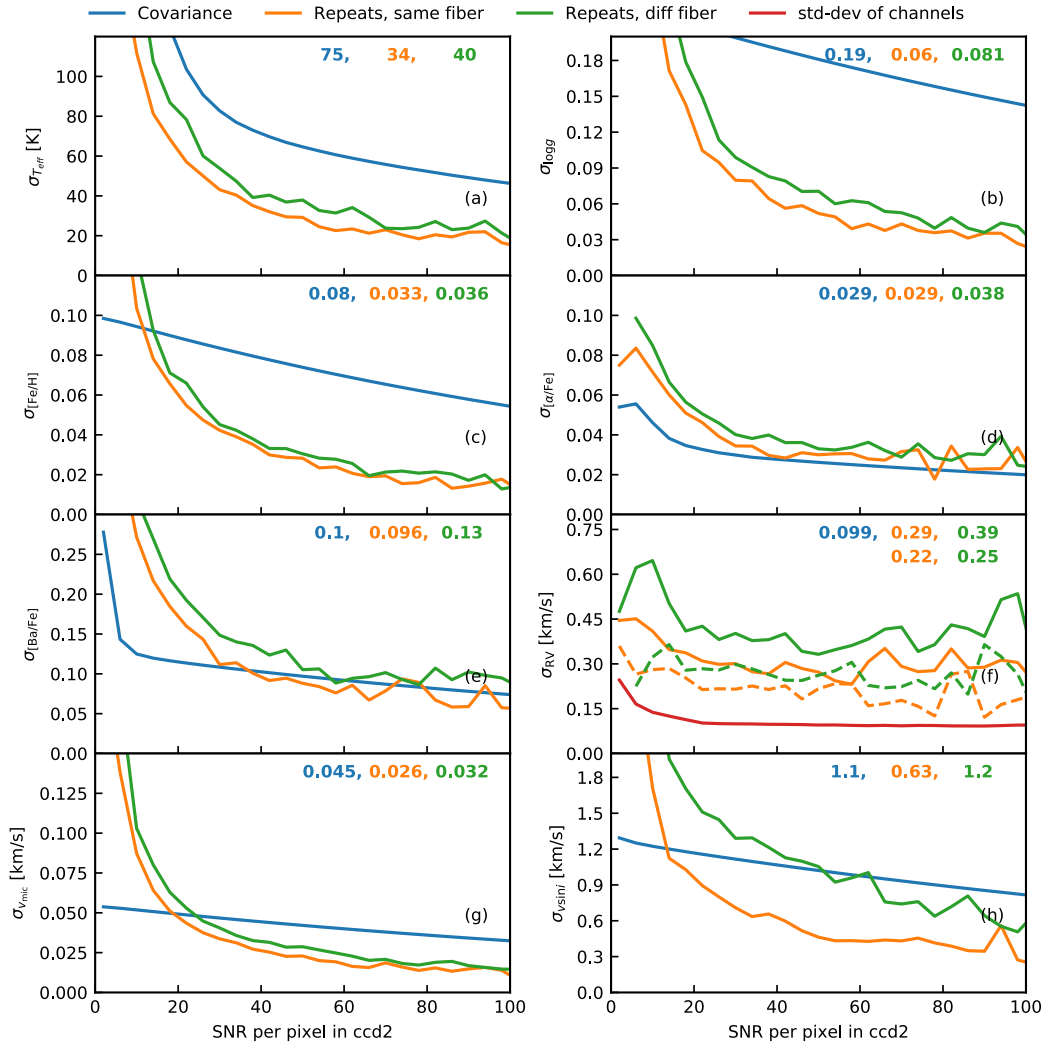 Covariance Repeats, same fiber Repeats, diff fiber std-dev of channels
75, 34, 40
100
80
60
40
20
0
σ_Teff [K]
(a)
0.19, 0.06, 0.081
0.18
0.15
0.12
0.09
0.06
0.03
0.00
σ_logg
(b)
0.08, 0.033, 0.036
0.10
0.08
0.06
0.04
0.02
0.00
σ_[Fe/H]
(c)
0.029, 0.029, 0.038
0.10
0.08
0.06
0.04
0.02
0.00
σ_[α/Fe]
(d)
0.1, 0.096, 0.13
0.25
0.20
0.15
0.10
0.05
0.00
σ_[Ba/Fe]
(e)
0.099, 0.29, 0.39
0.22, 0.25
0.75
0.60
0.45
0.30
0.15
0.00
σ_RV [km/s]
(f)
0.045, 0.026, 0.032
0.125
0.100
0.075
0.050
0.025
0.000
σ_vmic [km/s]
(g)
0 20 40 60 80 100
SNR per pixel in ccd2
1.1, 0.63, 1.2
1.8
1.5
1.2
0.9
0.6
0.3
0.0
σ_vsini [km/s]
(h)
0 20 40 60 80 100
SNR per pixel in ccd2